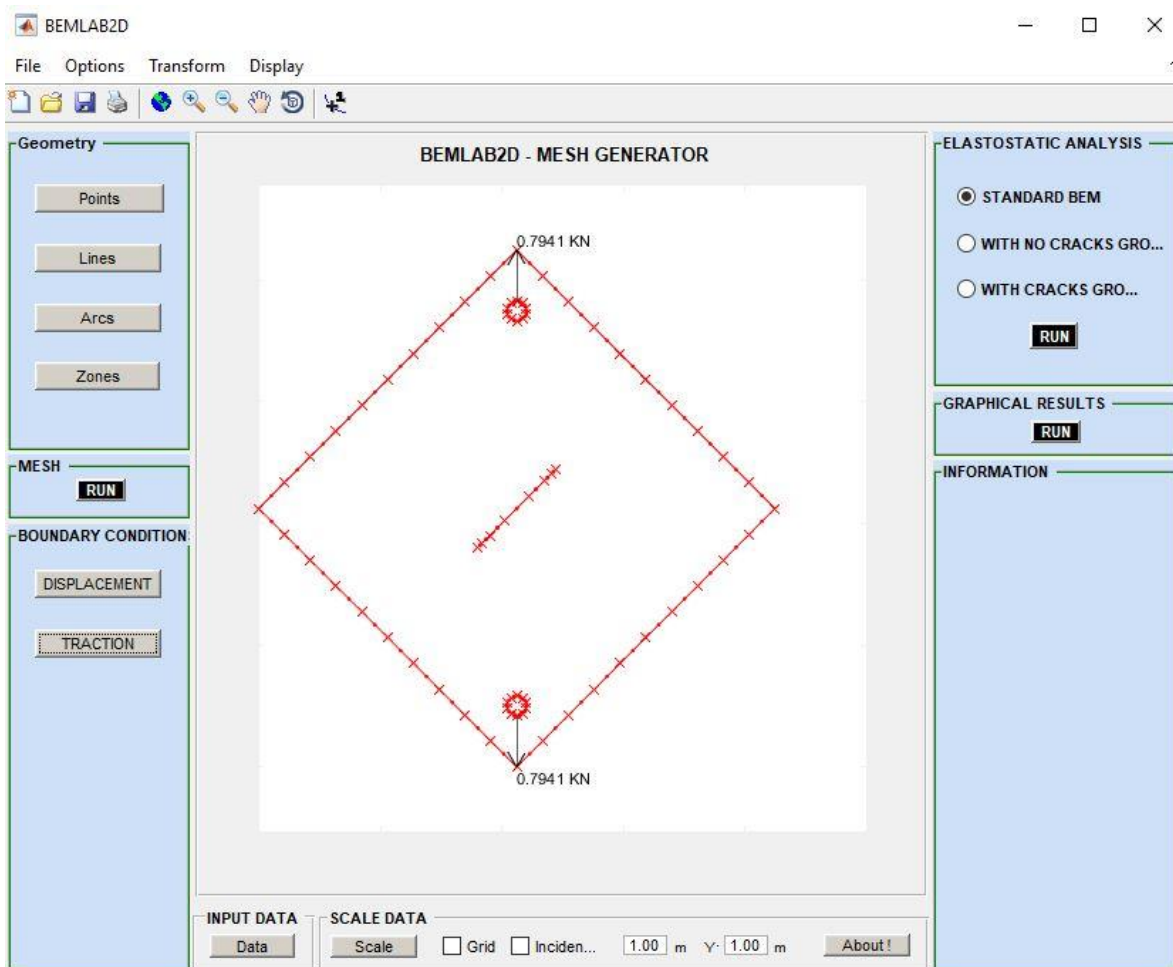 BEMLAB2D
File Options Transform Display
Geometry
Points
Lines
Arcs
Zones
MESH
RUN
BOUNDARY CONDITION
DISPLACEMENT
TRACTION
BEMLAB2D - MESH GENERATOR
0.7941 KN
0.7941 KN
INPUT DATA
Data
SCALE DATA
Scale Grid Inciden... 1.00 m Y· 1.00 m About !
ELASTOSTATIC ANALYSIS
STANDARD BEM
WITH NO CRACKS GRO...
WITH CRACKS GRO...
RUN
GRAPHICAL RESULTS
RUN
INFORMATION